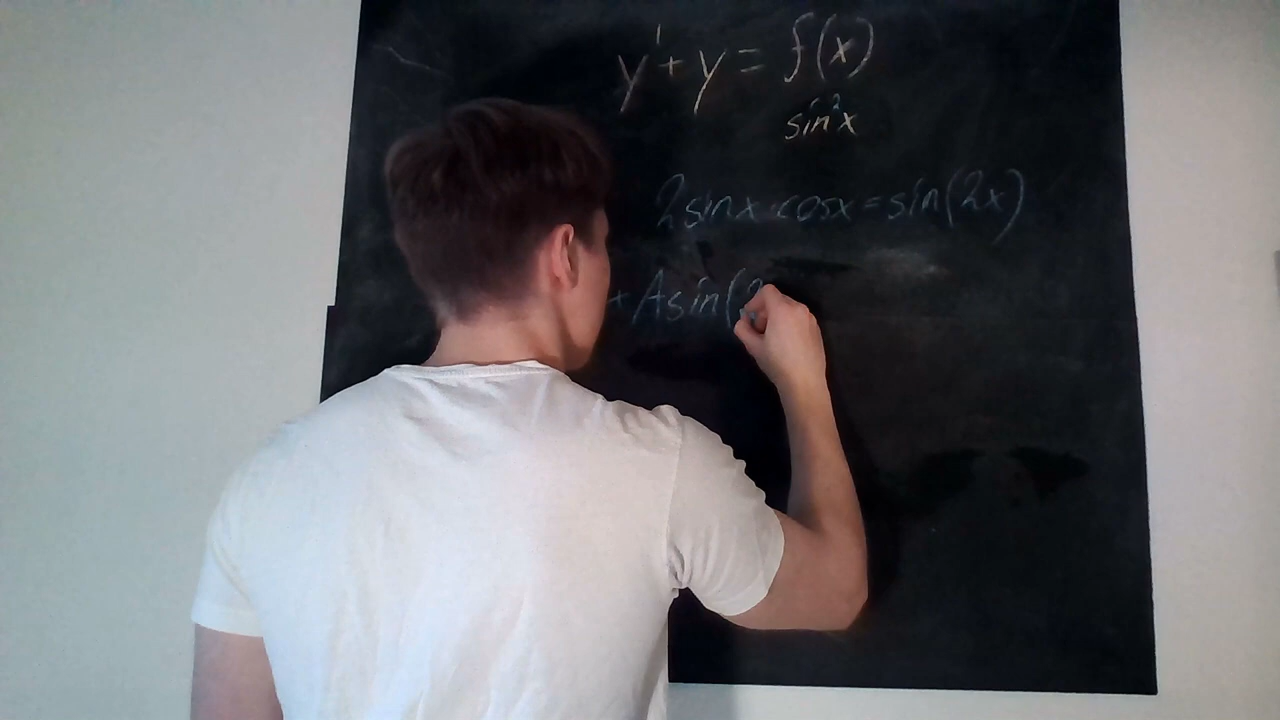 y'+y = f(x)
sin²x
2sinx·cosx=sin(2x)
+ Asin(2